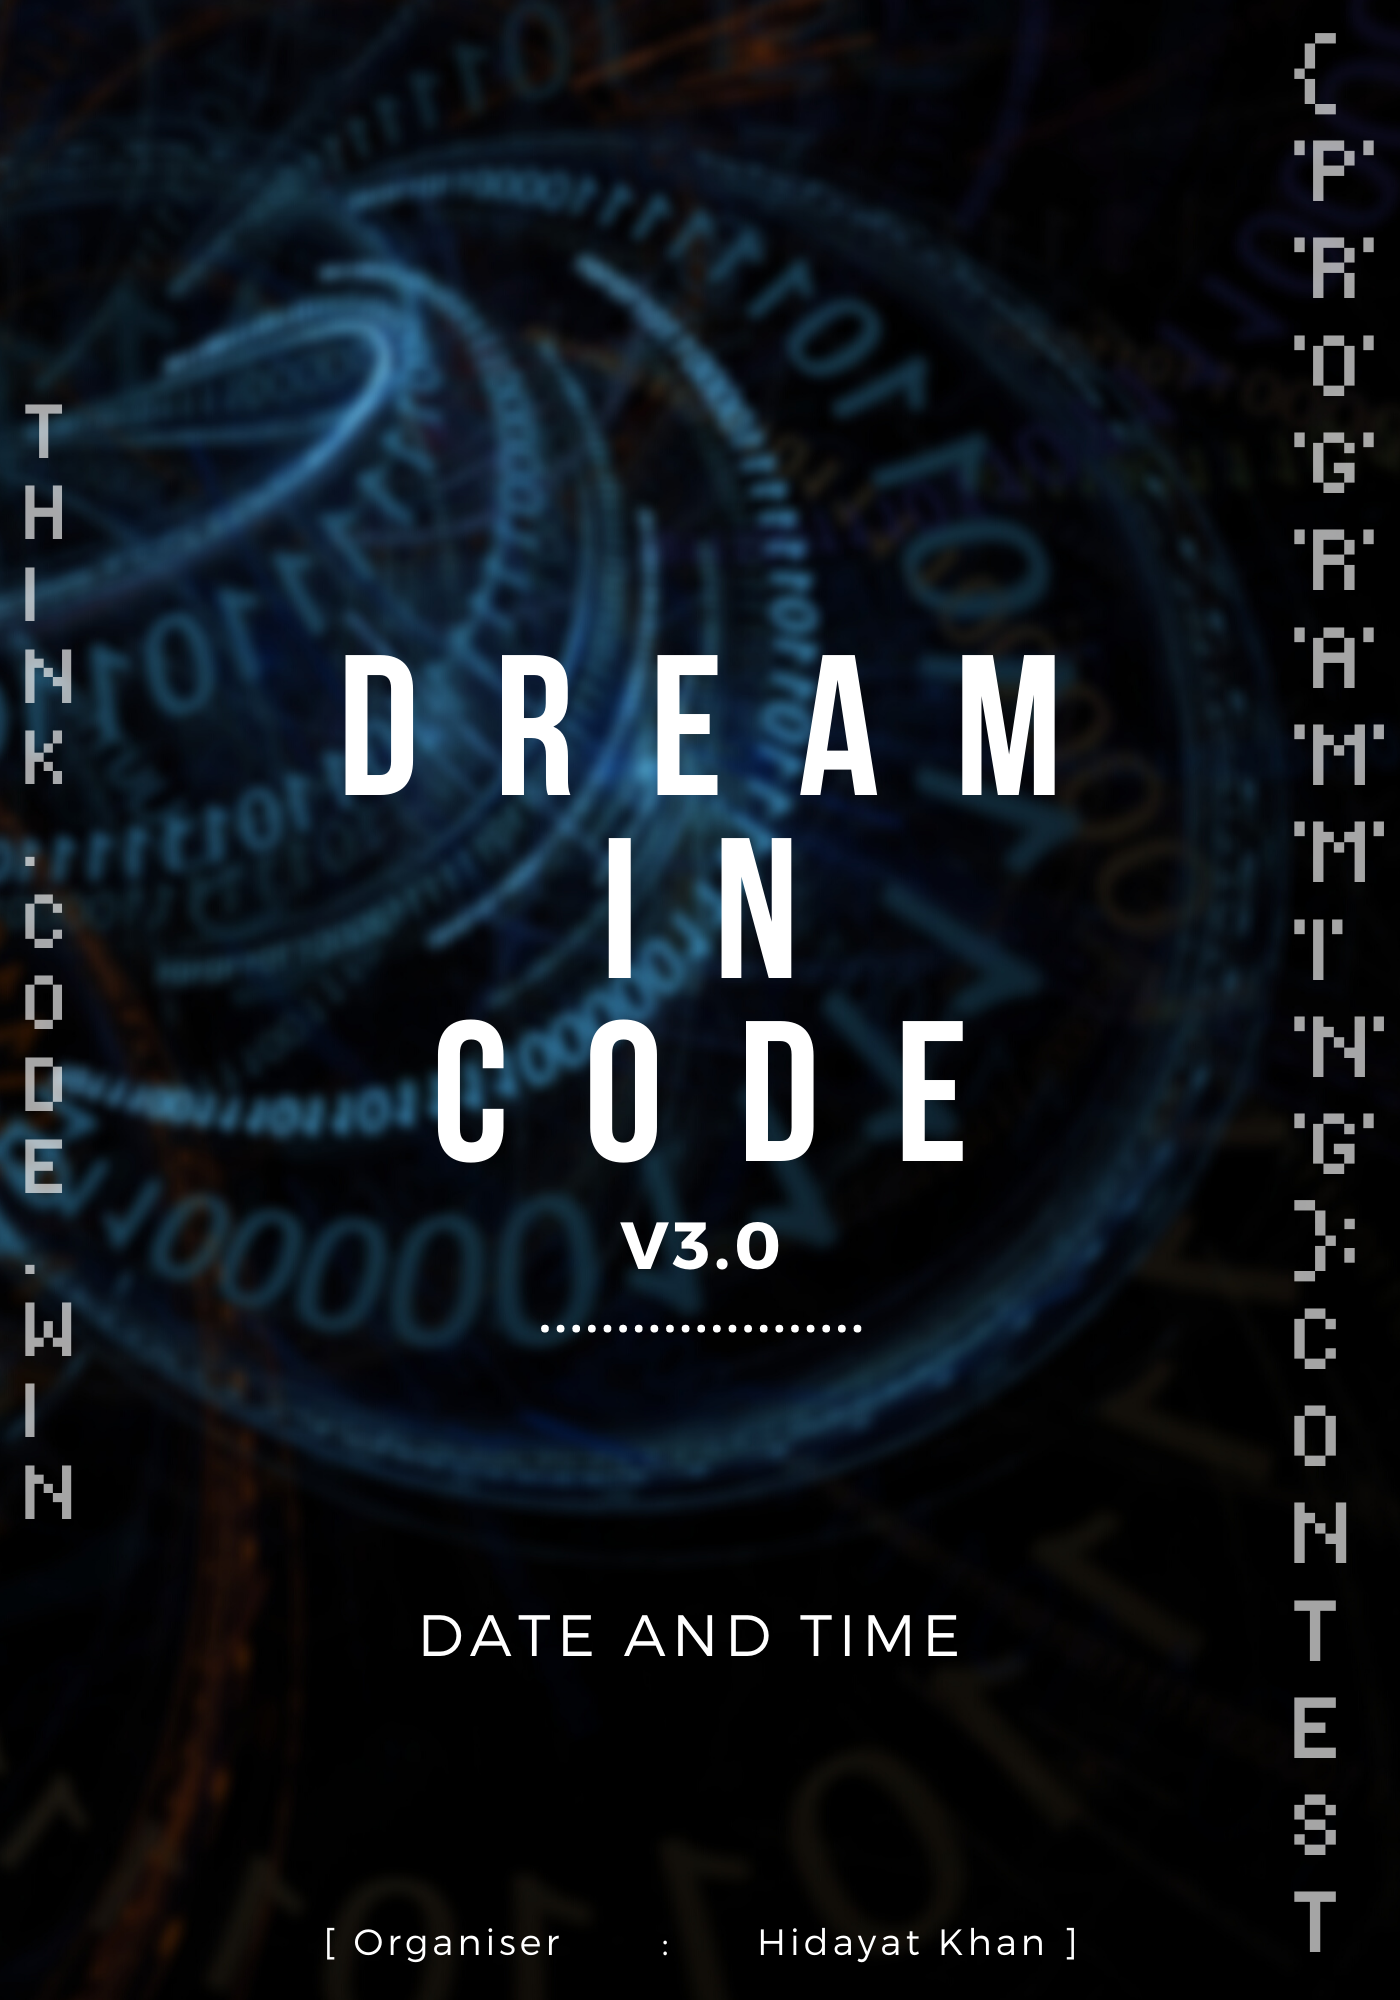 THINK.CODE.WIN
DREAM
IN
CODE
V3.0
....................
DATE AND TIME
[ Organiser : Hidayat Khan ]
{'P''R''O''G''R''A''M''M''I''N''G'}:CONTEST